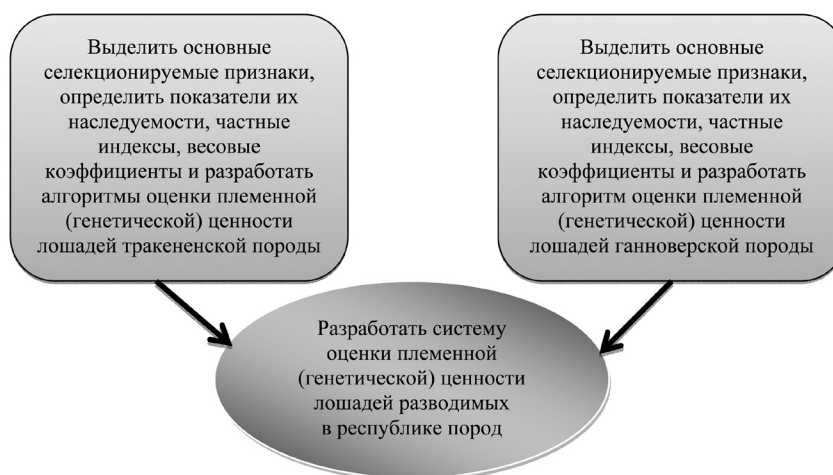 Выделить основные
селекционируемые признаки,
определить показатели их
наследуемости, частные
индексы, весовые
коэффициенты и разработать
алгоритмы оценки племенной
(генетической) ценности
лошадей тракененской породы
Выделить основные
селекционируемые признаки,
определить показатели их
наследуемости, частные
индексы, весовые
коэффициенты и разработать
алгоритм оценки племенной
(генетической) ценности
лошадей ганноверской породы
Разработать систему
оценки племенной
(генетической) ценности
лошадей разводимых
в республике пород